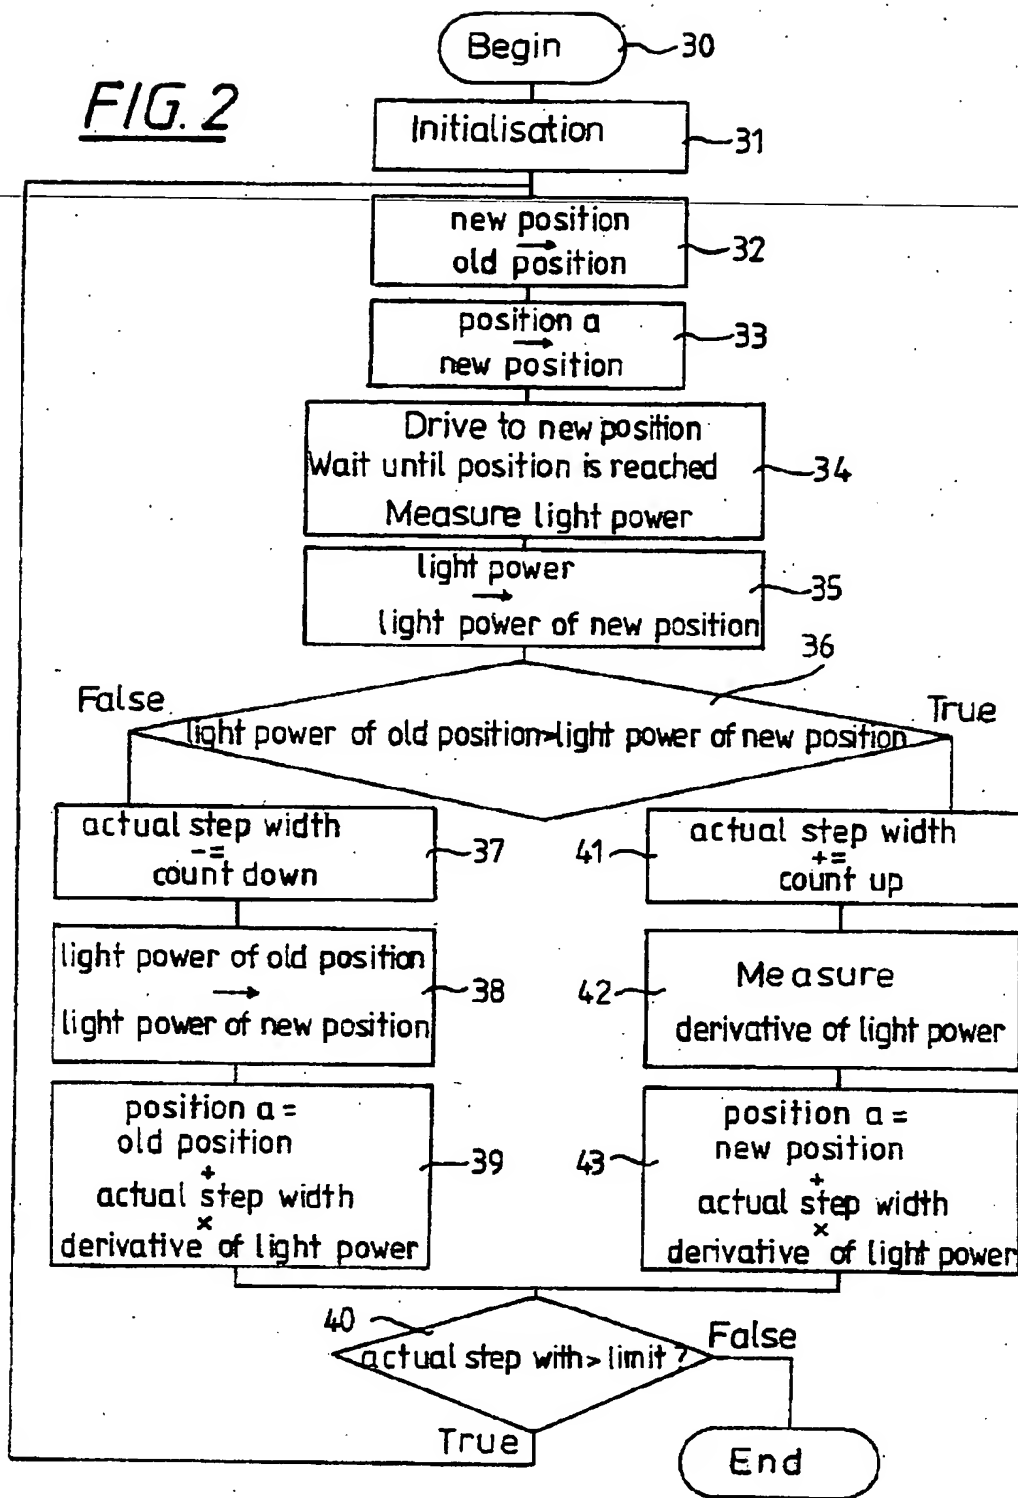 FIG. 2
Begin
30
Initialisation
31
new position
→
old position
32
position a
→
new position
33
Drive to new position
Wait until position is reached
Measure light power
34
light power
→
light power of new position
35
36
False
True
light power of old position>light power of new position
actual step width
-=
count down
37
light power of old position
→
light power of new position
38
position a =
old position
+
actual step width
×
derivative of light power
39
41
actual step width
+=
count up
42
Measure
derivative of light power
43
position a =
new position
+
actual step width
×
derivative of light power
40
actual step with > limit ?
False
True
End